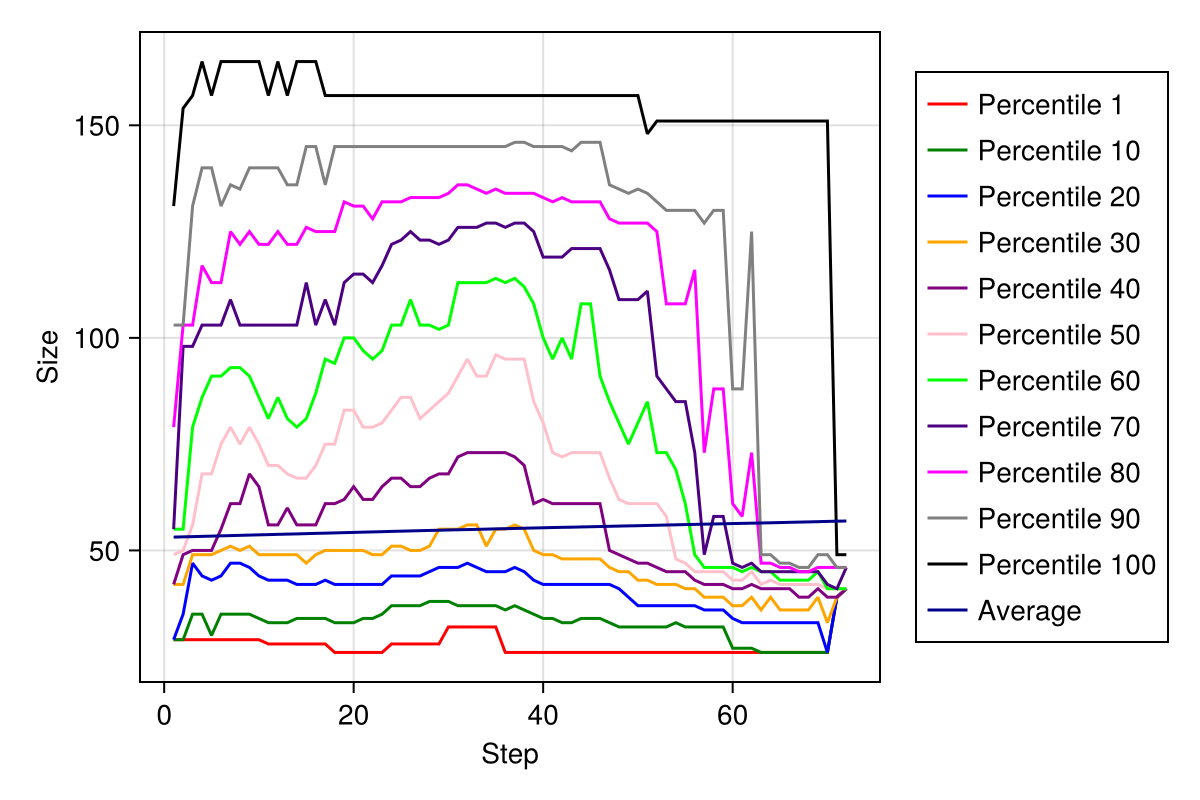 150
100
50
Size
0
20
40
60
Step
Percentile 1
Percentile 10
Percentile 20
Percentile 30
Percentile 40
Percentile 50
Percentile 60
Percentile 70
Percentile 80
Percentile 90
Percentile 100
Average